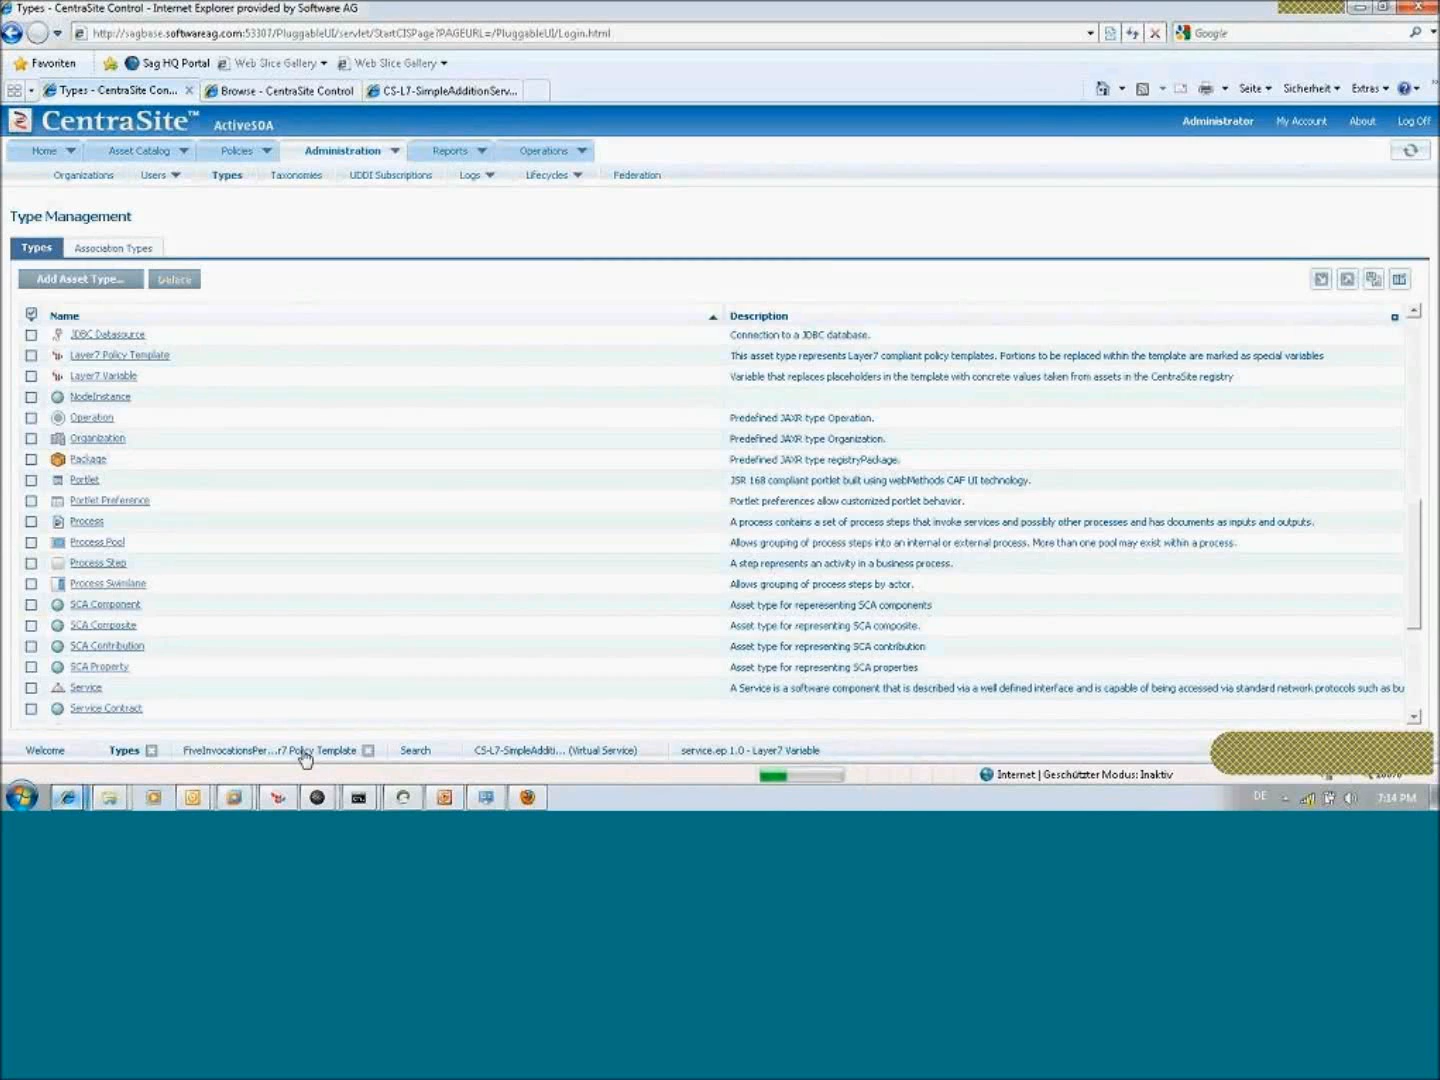 Types - CentraSite Control - Internet Explorer provided by Software AG
http://sagbase.softwareag.com:53307/PluggableUI/servlet/StartCISPage?PAGEURL=/PluggableUI/Login.html
Google
Favoriten Sag HQ Portal Web Slice Gallery Web Slice Gallery
Types - CentraSite Con... Browse - CentraSite Control CS-L7-SimpleAdditionServ... Seite Sicherheit Extras
CentraSite™ ActiveSOA Administrator My Account About Log Off
Home Asset Catalog Policies Administration Reports Operations
Organizations Users Types Taxonomies UDDI Subscriptions Logs Lifecycles Federation
Type Management
Types Association Types
Add Asset Type... Delete
Name Description
JDBC Datasource Connection to a JDBC database.
Layer7 Policy Template This asset type represents Layer7 compliant policy templates. Portions to be replaced within the template are marked as special variables
Layer7 Variable Variable that replaces placeholders in the template with concrete values taken from assets in the CentraSite registry
NodeInstance
Operation Predefined JAXR type Operation.
Organization Predefined JAXR type Organization.
Package Predefined JAXR type registryPackage.
Portlet JSR 168 compliant portlet built using webMethods CAF UI technology.
Portlet Preference Portlet preferences allow customized portlet behavior.
Process A process contains a set of process steps that invoke services and possibly other processes and has documents as inputs and outputs.
Process Pool Allows grouping of process steps into an internal or external process. More than one pool may exist within a process.
Process Step A step represents an activity in a business process.
Process Swimlane Allows grouping of process steps by actor.
SCA Component Asset type for reperesenting SCA components
SCA Composite Asset type for representing SCA composite.
SCA Contribution Asset type for representing SCA contribution
SCA Property Asset type for representing SCA properties
Service A Service is a software component that is described via a well defined interface and is capable of being accessed via standard network protocols such as bu
Service Contract
Welcome Types FiveInvocationsPer...r7 Policy Template Search CS-L7-SimpleAdditi... (Virtual Service) service.ep 1.0 - Layer7 Variable
Internet | Geschützter Modus: Inaktiv
DE 7:14 PM